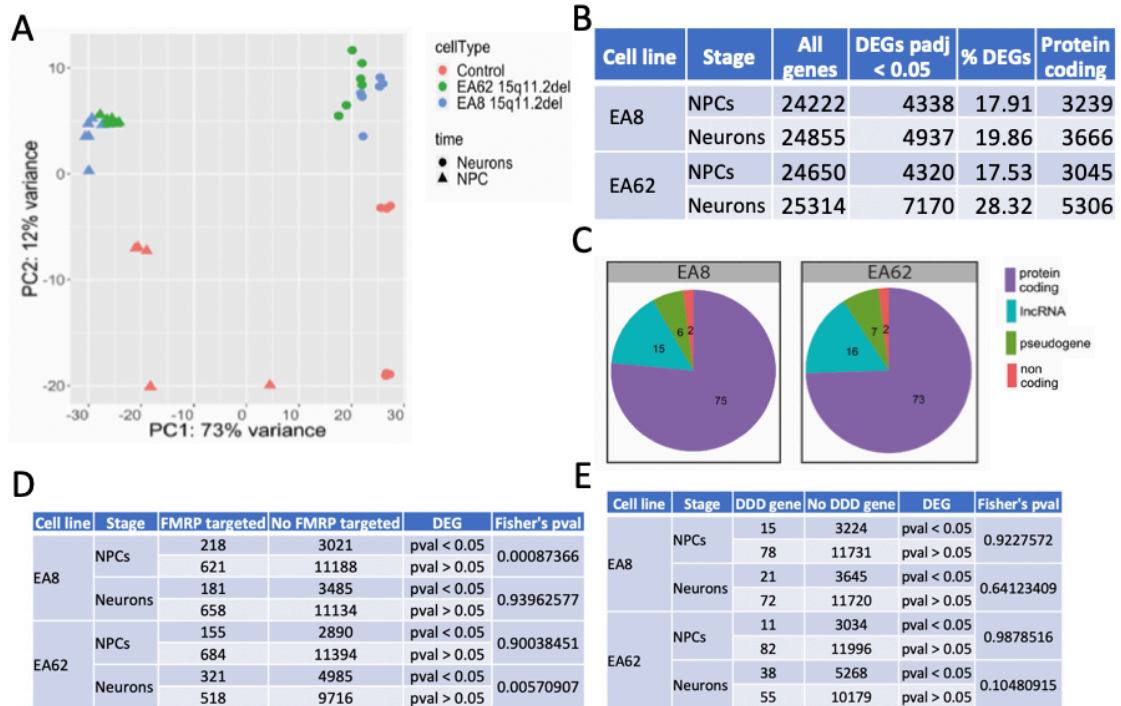 A
cellType
Control
EA62 15q11.2del
EA8 15q11.2del
time
Neurons
NPC
10
0
-10
-20
-30 -20 -10 0 10 20 30
PC1: 73% variance
PC2: 12% variance
B
Cell line Stage All genes DEGs padj < 0.05 % DEGs Protein coding
EA8 NPCs 24222 4338 17.91 3239
Neurons 24855 4937 19.86 3666
EA62 NPCs 24650 4320 17.53 3045
Neurons 25314 7170 28.32 5306
C
EA8
75
15
6
2
EA62
73
16
7
2
protein
coding
lncRNA
pseudogene
non
coding
D
Cell line Stage FMRP targeted No FMRP targeted DEG Fisher's pval
EA8 NPCs 218 3021 pval < 0.05 0.00087366
621 11188 pval > 0.05
Neurons 181 3485 pval < 0.05 0.93962577
658 11134 pval > 0.05
EA62 NPCs 155 2890 pval < 0.05 0.90038451
684 11394 pval > 0.05
Neurons 321 4985 pval < 0.05 0.00570907
518 9716 pval > 0.05
E
Cell line Stage DDD gene No DDD gene DEG Fisher's pval
EA8 NPCs 15 3224 pval < 0.05 0.9227572
78 11731 pval > 0.05
Neurons 21 3645 pval < 0.05 0.64123409
72 11720 pval > 0.05
EA62 NPCs 11 3034 pval < 0.05 0.9878516
82 11996 pval > 0.05
Neurons 38 5268 pval < 0.05 0.10480915
55 10179 pval > 0.05